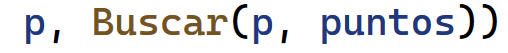 p, Buscar(p, puntos))